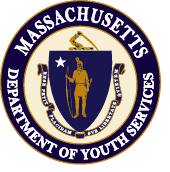 MASSACHUSETTS
DEPARTMENT OF YOUTH SERVICES